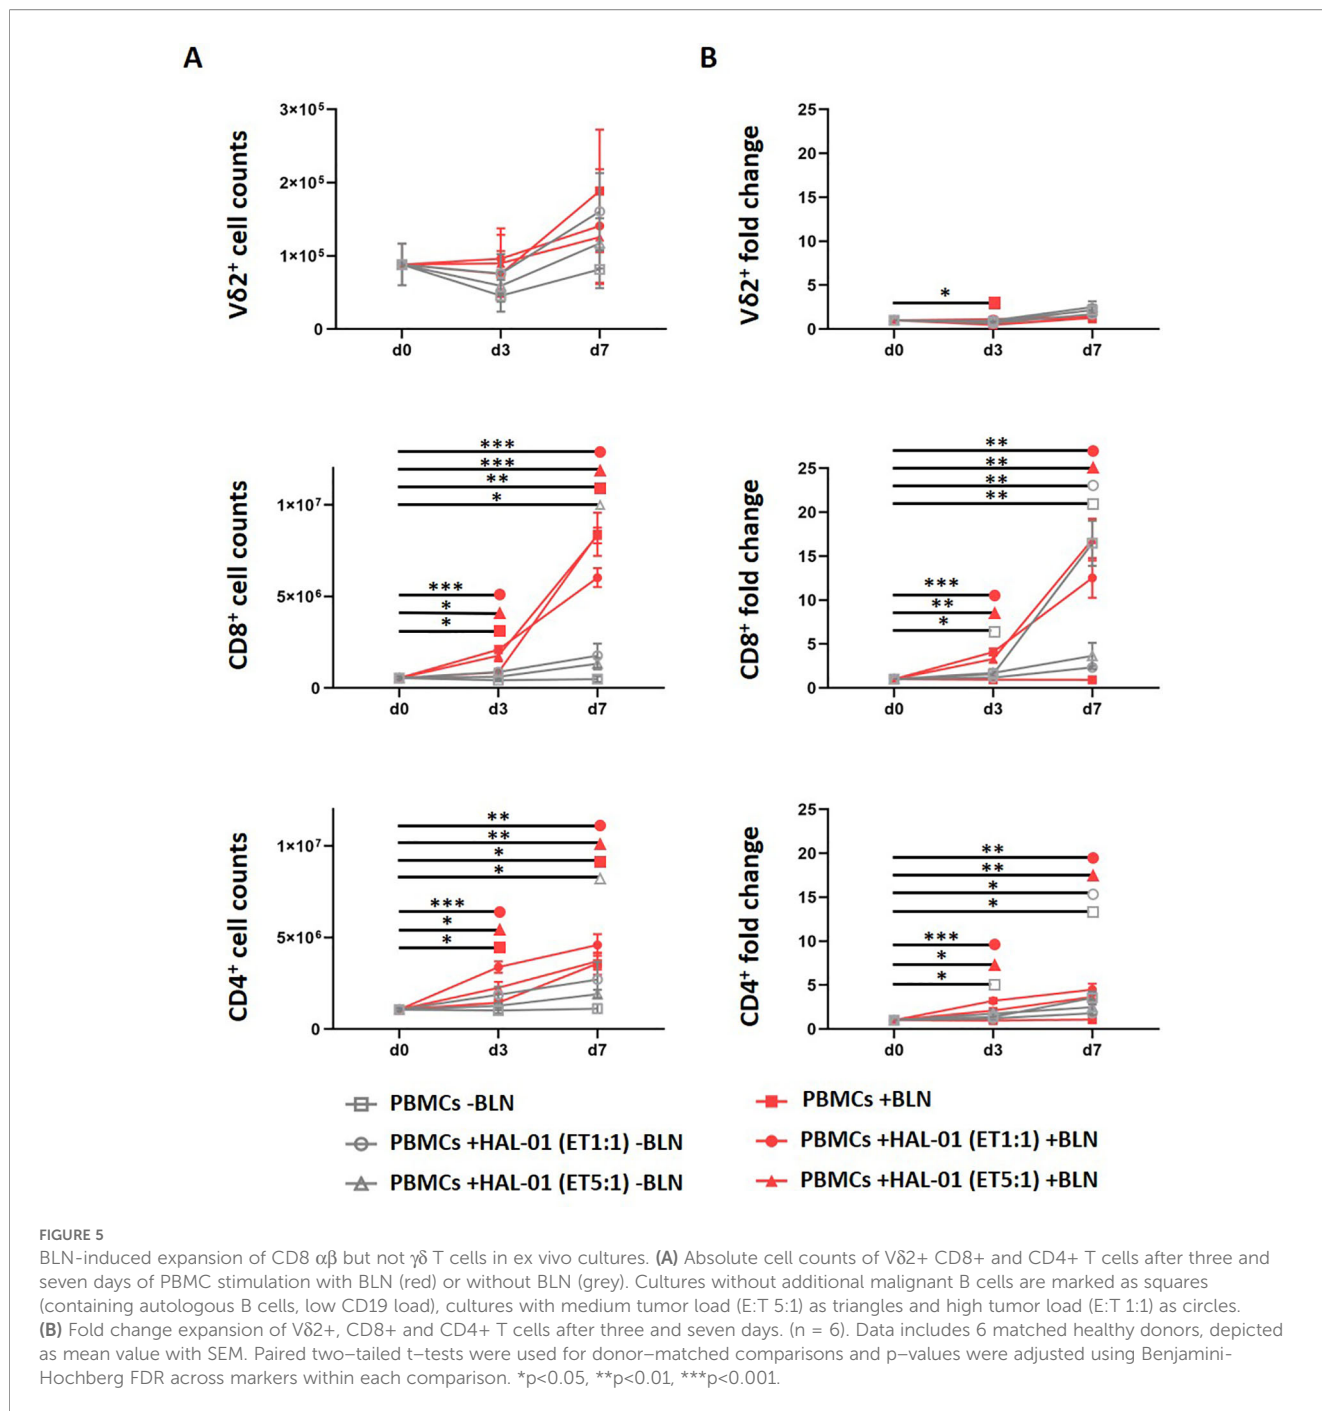 A
B
3×10⁵
2×10⁵
1×10⁵
0
Vδ2⁺ cell counts
d0 d3 d7
25
20
15
10
5
0
Vδ2⁺ fold change
*
d0 d3 d7
1×10⁷
5×10⁶
0
CD8⁺ cell counts
***
***
**
*
***
*
*
d0 d3 d7
25
20
15
10
5
0
CD8⁺ fold change
**
**
**
**
***
**
*
d0 d3 d7
1×10⁷
5×10⁶
0
CD4⁺ cell counts
**
**
*
*
***
*
*
d0 d3 d7
25
20
15
10
5
0
CD4⁺ fold change
**
**
*
*
***
*
*
d0 d3 d7
PBMCs -BLN
PBMCs +HAL-01 (ET1:1) -BLN
PBMCs +HAL-01 (ET5:1) -BLN
PBMCs +BLN
PBMCs +HAL-01 (ET1:1) +BLN
PBMCs +HAL-01 (ET5:1) +BLN
FIGURE 5
BLN-induced expansion of CD8 αβ but not γδ T cells in ex vivo cultures. (A) Absolute cell counts of Vδ2+ CD8+ and CD4+ T cells after three and
seven days of PBMC stimulation with BLN (red) or without BLN (grey). Cultures without additional malignant B cells are marked as squares
(containing autologous B cells, low CD19 load), cultures with medium tumor load (E:T 5:1) as triangles and high tumor load (E:T 1:1) as circles.
(B) Fold change expansion of Vδ2+, CD8+ and CD4+ T cells after three and seven days. (n = 6). Data includes 6 matched healthy donors, depicted
as mean value with SEM. Paired two–tailed t–tests were used for donor–matched comparisons and p–values were adjusted using Benjamini-
Hochberg FDR across markers within each comparison. *p<0.05, **p<0.01, ***p<0.001.